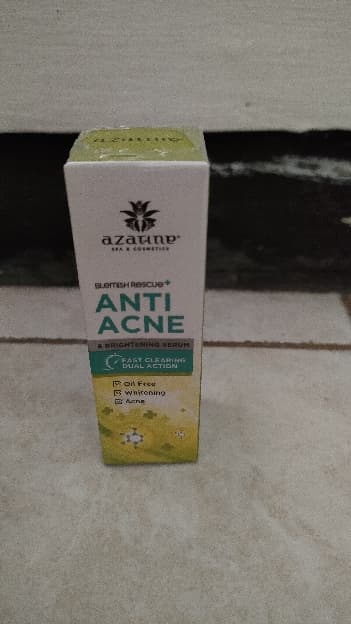 azarine
SPA & COSMETICS
BLEMISH RESCUE+
ANTI
ACNE
& BRIGHTENING SERUM
FAST CLEARING
DUAL ACTION
Oil Free
Whitening
Acne